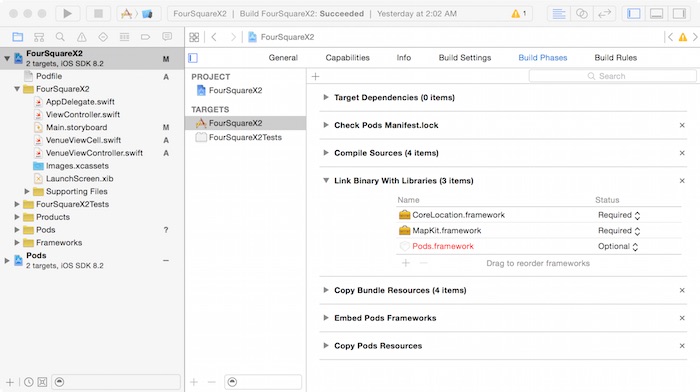 FourSquareX2 | Build FourSquareX2: Succeeded | Yesterday at 2:02 AM 1
FourSquareX2
General Capabilities Info Build Settings Build Phases Build Rules
FourSquareX2 M
2 targets, iOS SDK 8.2
Podfile A
FourSquareX2
AppDelegate.swift
ViewController.swift
Main.storyboard M
VenueViewCell.swift A
VenueViewController.swift A
Images.xcassets
LaunchScreen.xib
Supporting Files
FourSquareX2Tests
Products
Pods ?
Frameworks
Pods
2 targets, iOS SDK 8.2
PROJECT
FourSquareX2
TARGETS
FourSquareX2
FourSquareX2Tests
Search
Target Dependencies (0 items)
Check Pods Manifest.lock
Compile Sources (4 items)
Link Binary With Libraries (3 items)
Name Status
CoreLocation.framework Required
MapKit.framework Required
Pods.framework Optional
Drag to reorder frameworks
Copy Bundle Resources (4 items)
Embed Pods Frameworks
Copy Pods Resources